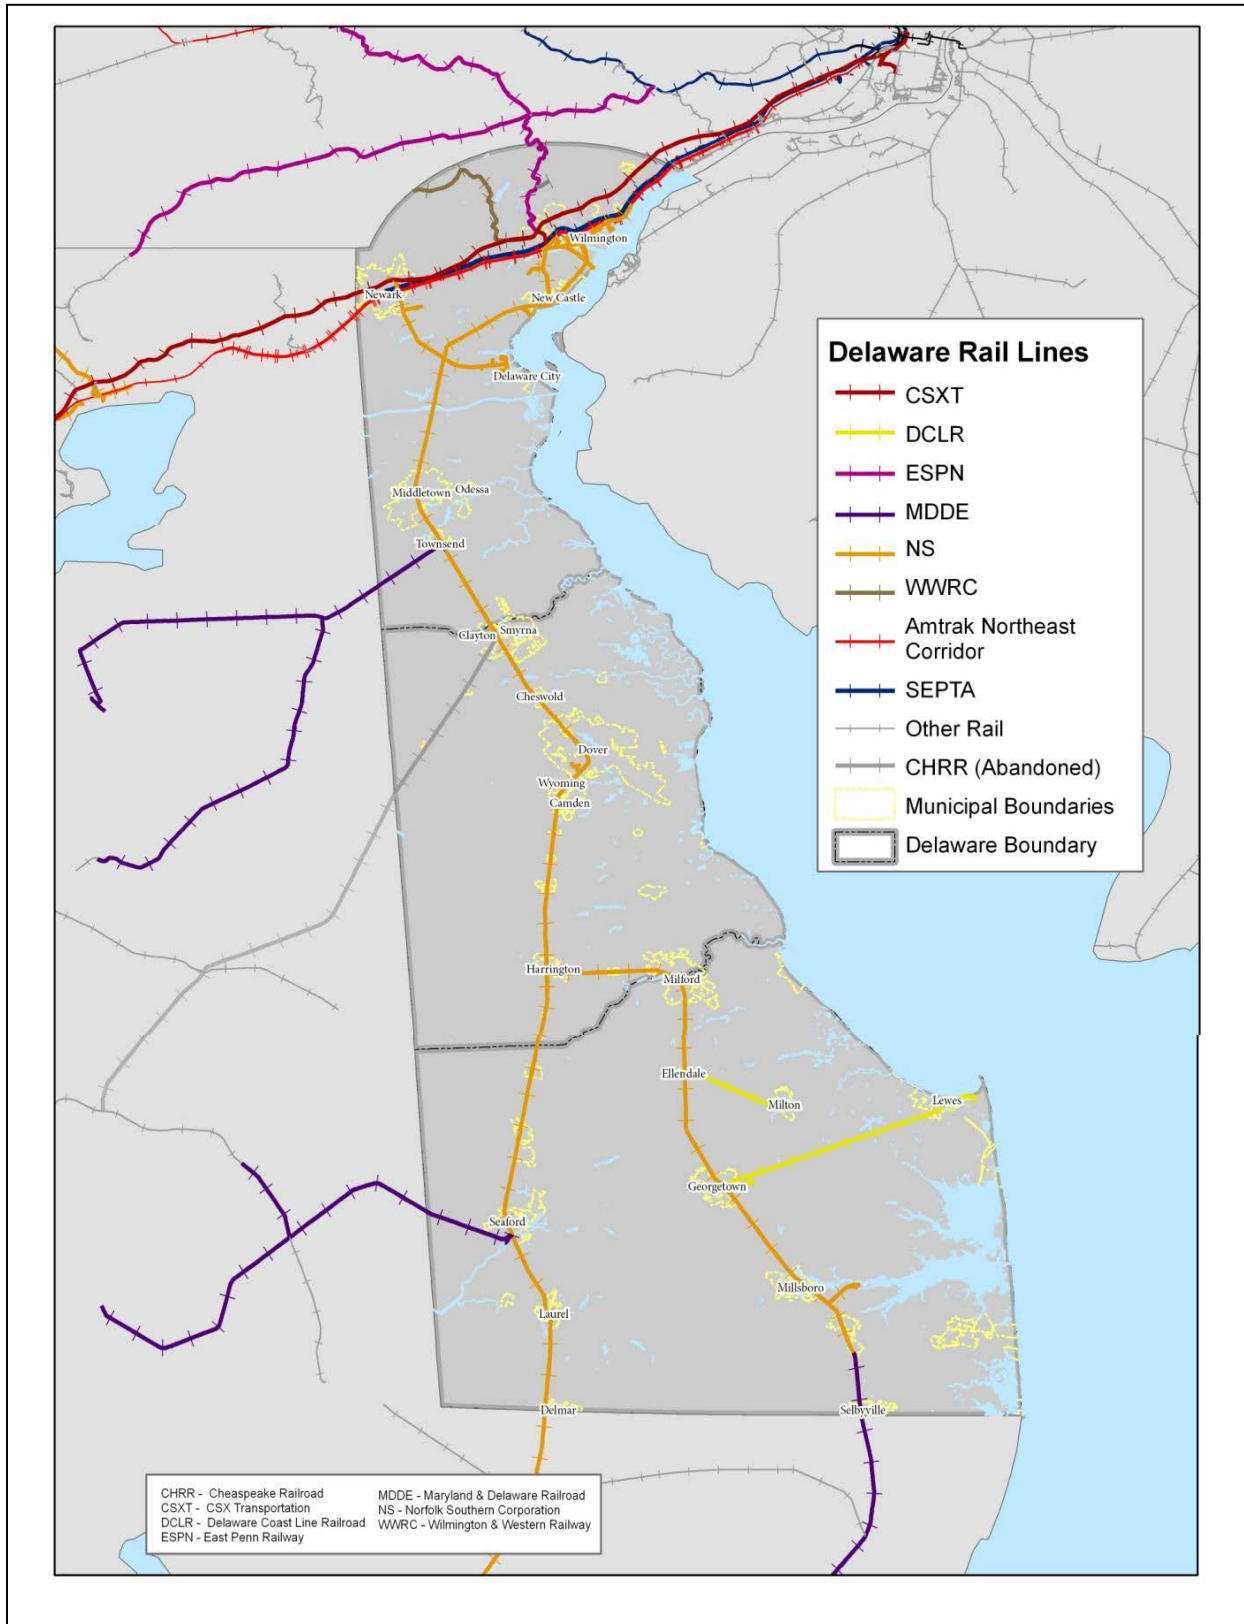 Wilmington
Newark
New Castle
Delaware City
Middletown
Odessa
Townsend
Clayton
Smyrna
Cheswold
Dover
Wyoming
Camden
Harrington
Milford
Ellendale
Milton
Lewes
Georgetown
Seaford
Millsboro
Laurel
Delmar
Selbyville
Delaware Rail Lines
CSXT
DCLR
ESPN
MDDE
NS
WWRC
Amtrak Northeast
Corridor
SEPTA
Other Rail
CHRR (Abandoned)
Municipal Boundaries
Delaware Boundary
CHRR - Cheaspeake Railroad
CSXT - CSX Transportation
DCLR - Delaware Coast Line Railroad
ESPN - East Penn Railway
MDDE - Maryland & Delaware Railroad
NS - Norfolk Southern Corporation
WWRC - Wilmington & Western Railway